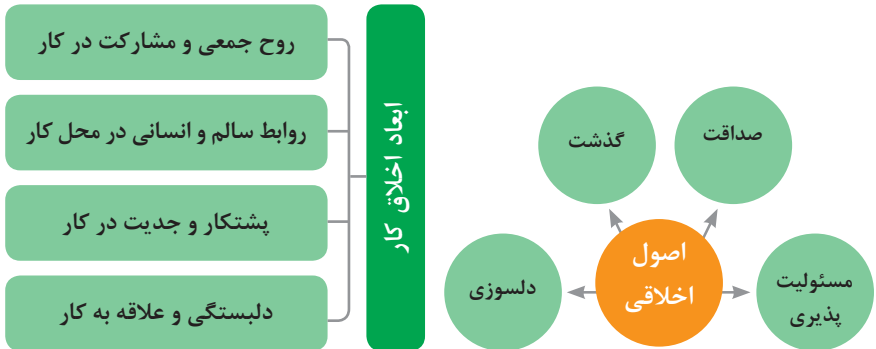 صداقت
گذشت
اصول
اخلاقی
مسئولیت
پذیری
دلسوزی
ابعاد اخلاق کار
روح جمعی و مشارکت در کار
روابط سالم و انسانی در محل کار
پشتکار و جدیت در کار
دلبستگی و علاقه به کار